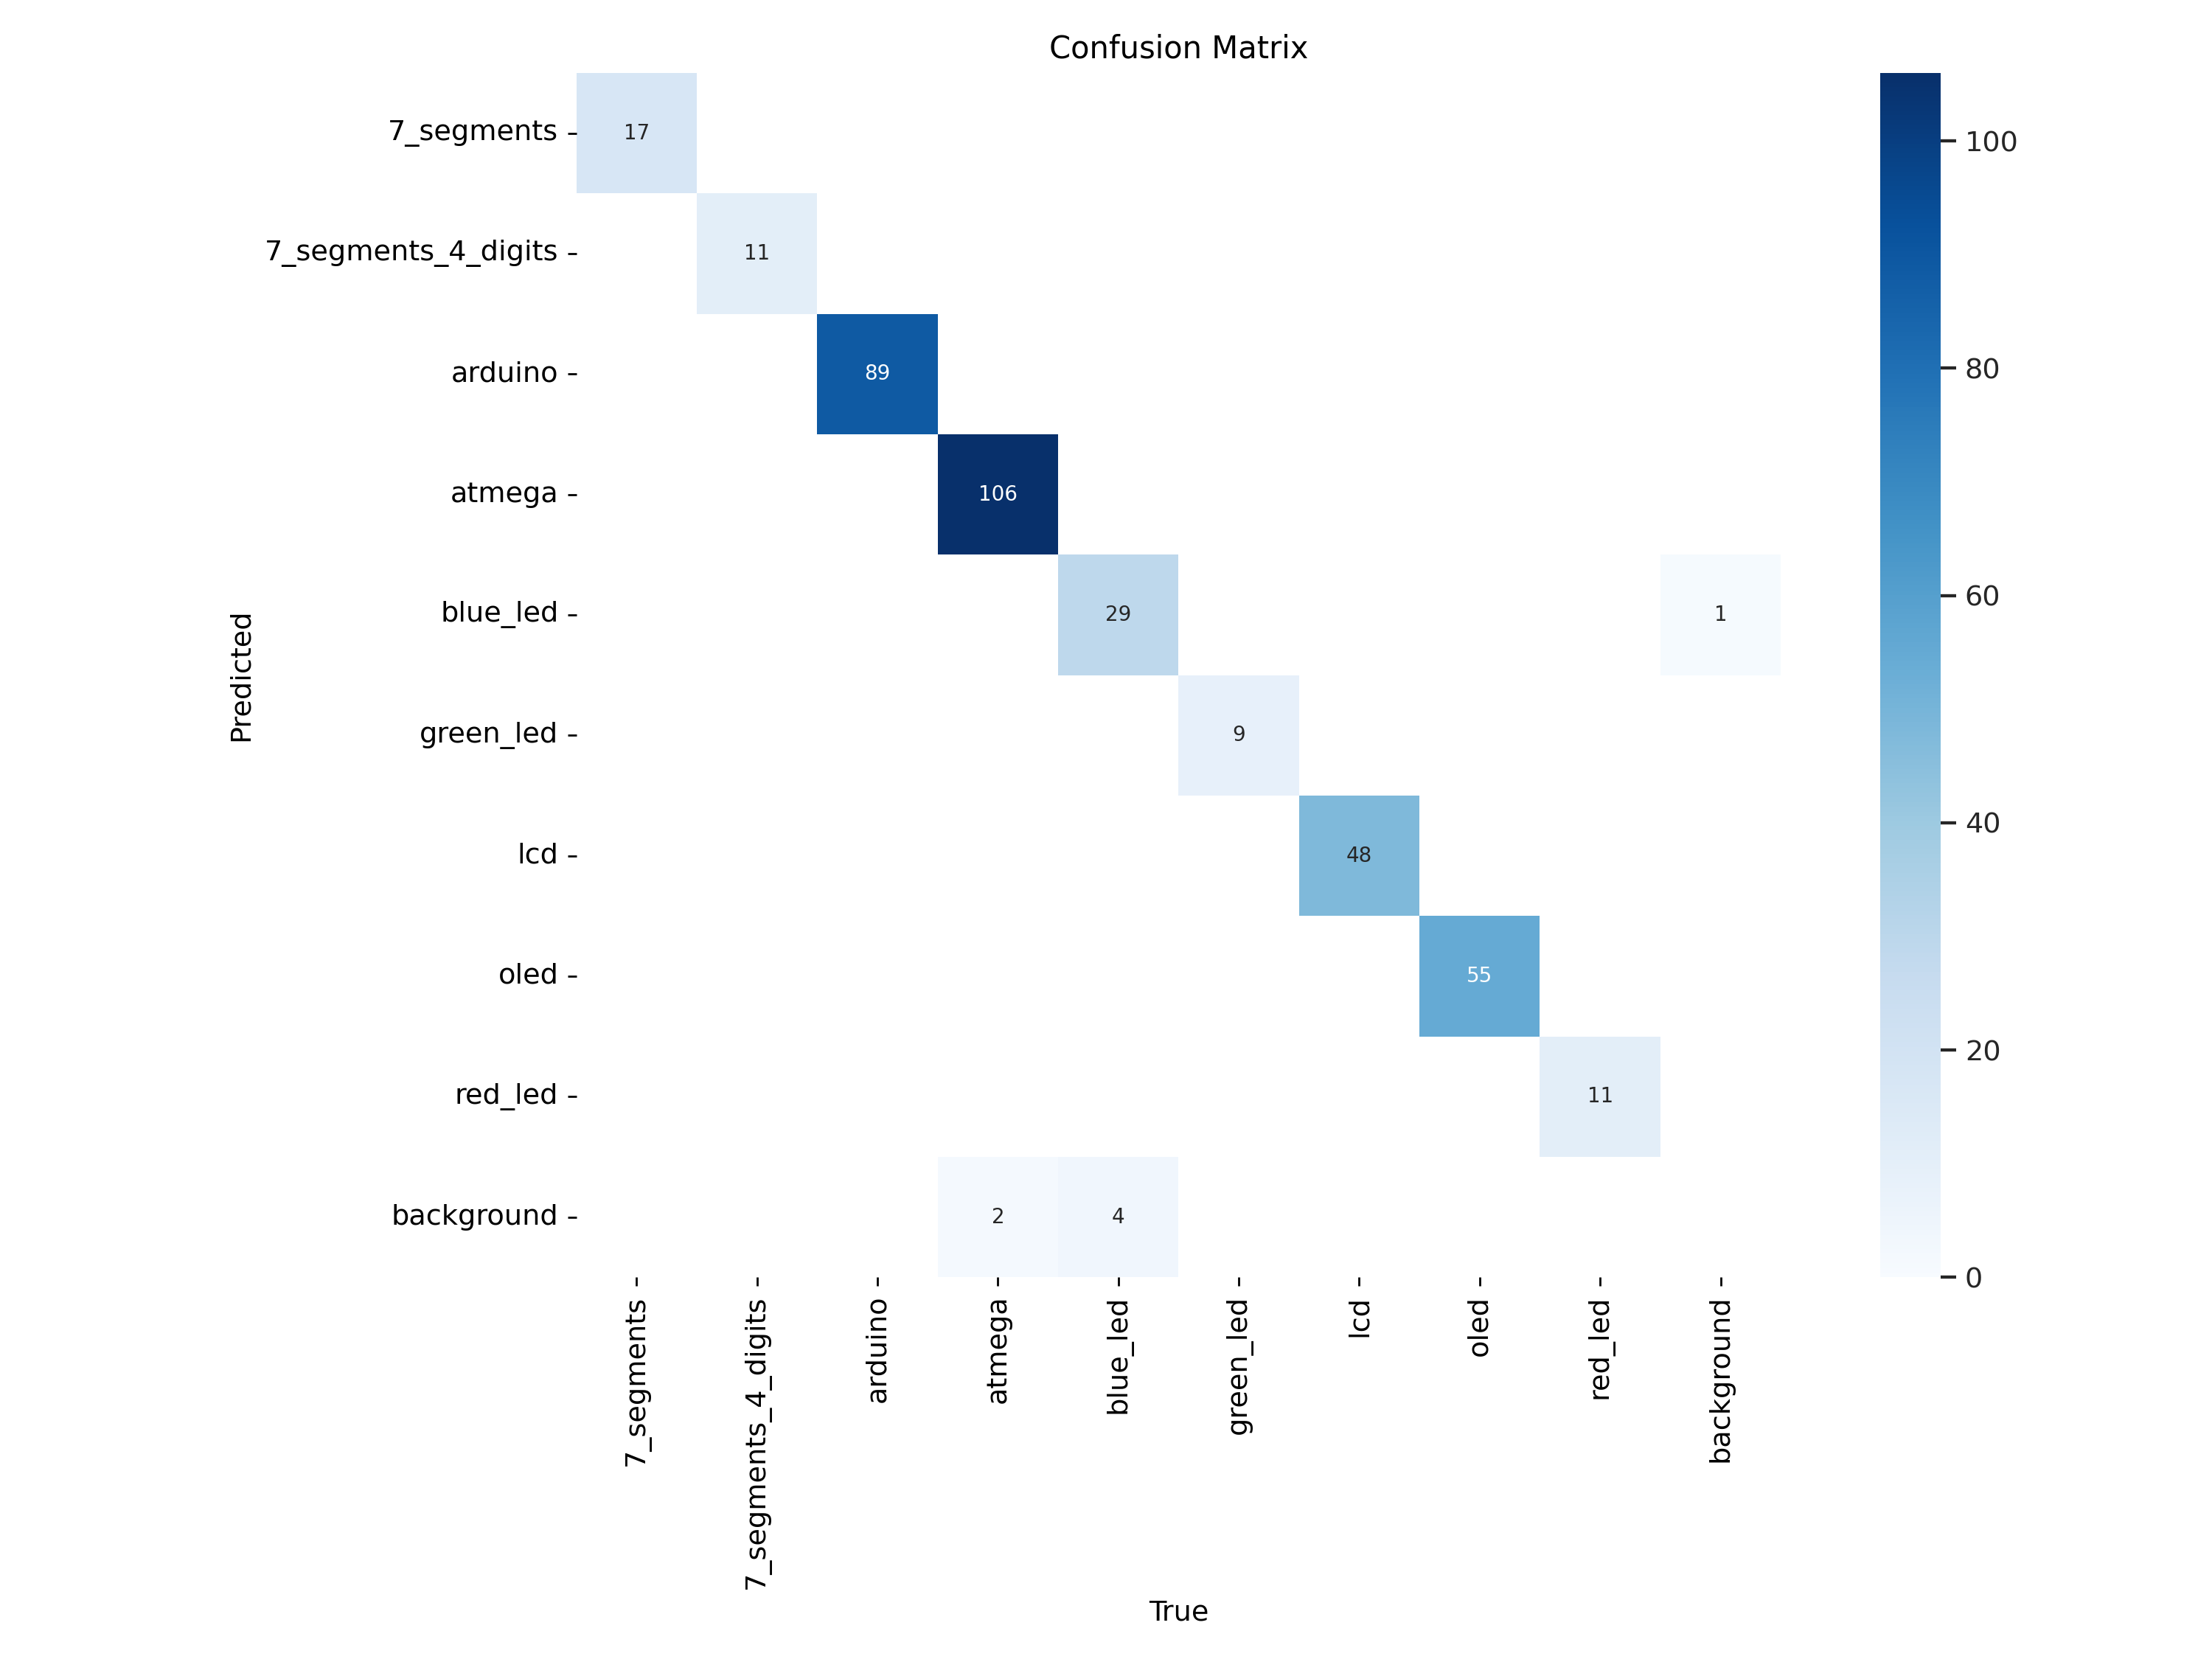 Confusion Matrix
7_segments
17
7_segments_4_digits
11
arduino
89
atmega
106
blue_led
29
1
green_led
9
lcd
48
oled
55
red_led
11
background
2
4
Predicted
7_segments
7_segments_4_digits
arduino
atmega
blue_led
green_led
lcd
oled
red_led
background
True
100
80
60
40
20
0